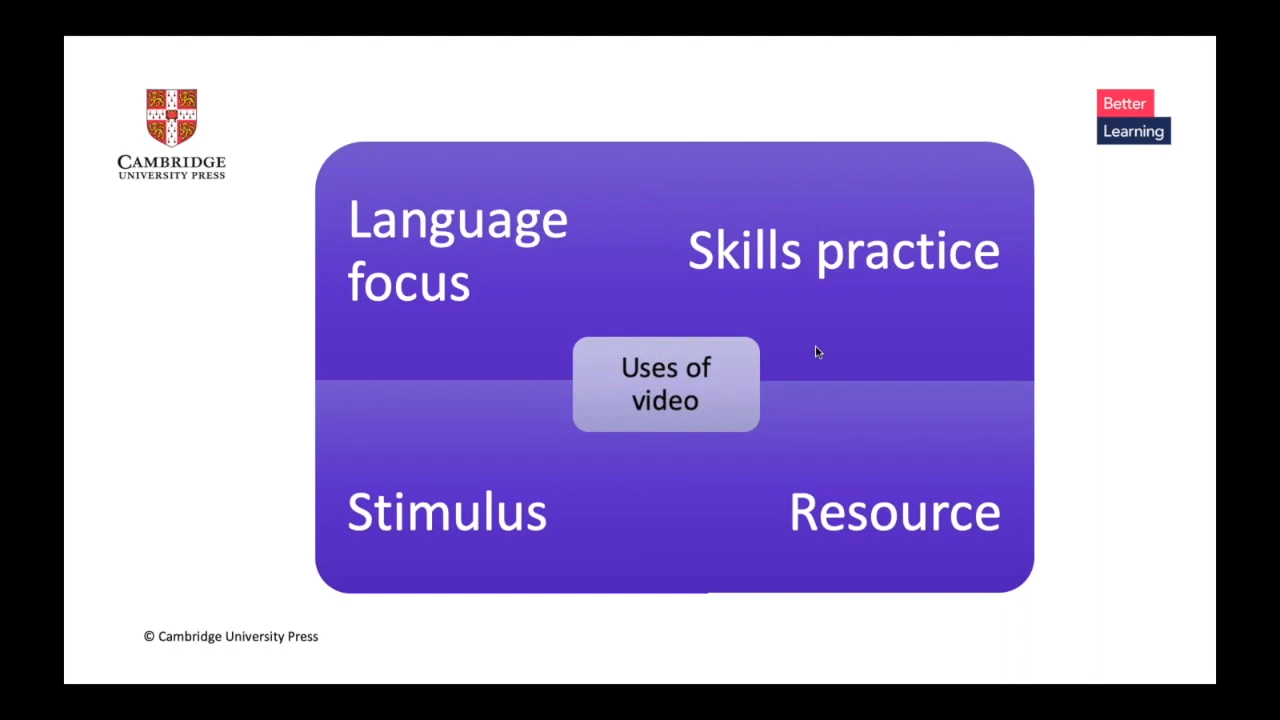 CAMBRIDGE
UNIVERSITY PRESS
Better
Learning
Language
focus
Skills practice
Uses of
video
Stimulus
Resource
© Cambridge University Press